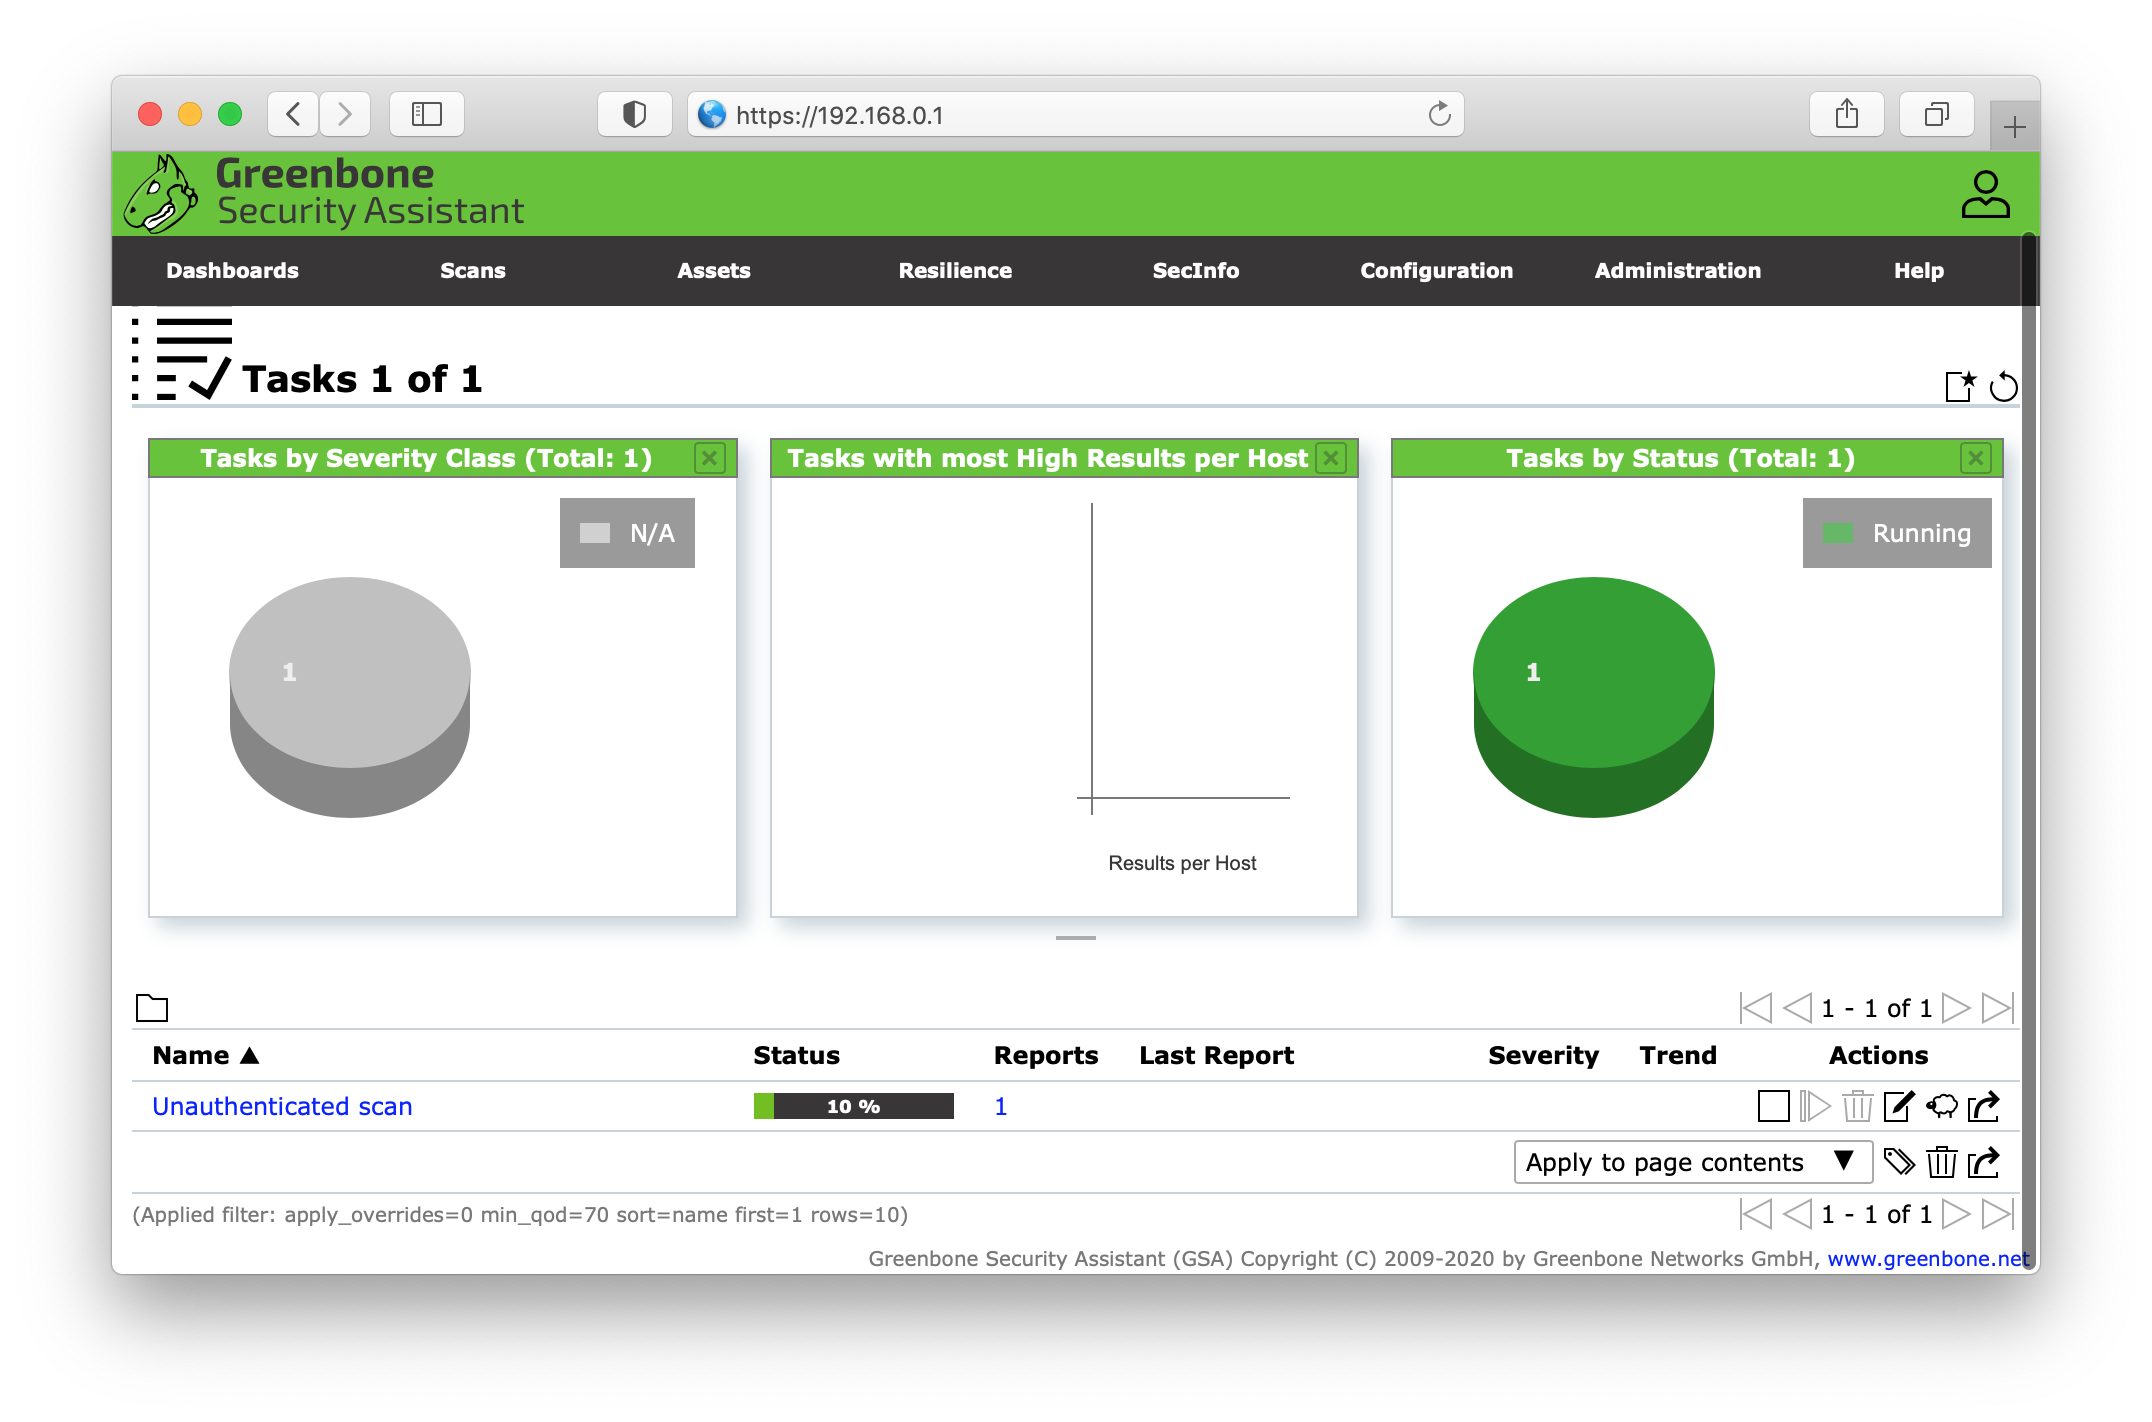 https://192.168.0.1
Greenbone
Security Assistant
Dashboards Scans Assets Resilience SecInfo Configuration Administration Help
Tasks 1 of 1
Tasks by Severity Class (Total: 1)
N/A
1
Tasks with most High Results per Host
Results per Host
Tasks by Status (Total: 1)
Running
1
1 - 1 of 1
Name ▲ Status Reports Last Report Severity Trend Actions
Unauthenticated scan 10 % 1
Apply to page contents ▼
(Applied filter: apply_overrides=0 min_qod=70 sort=name first=1 rows=10) 1 - 1 of 1
Greenbone Security Assistant (GSA) Copyright (C) 2009-2020 by Greenbone Networks GmbH, www.greenbone.net